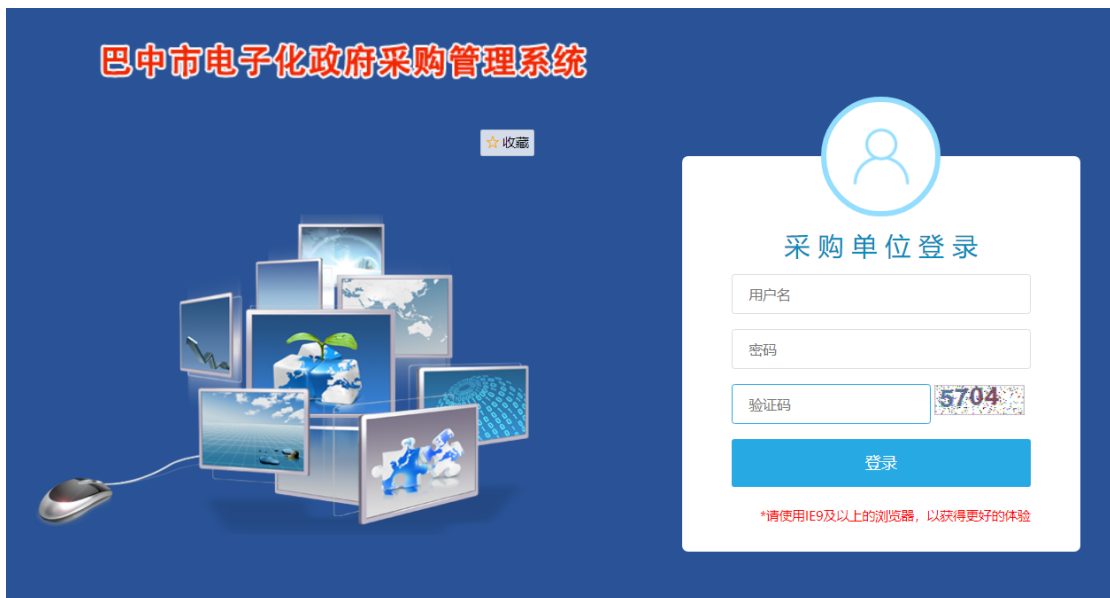 巴中市电子化政府采购管理系统
☆收藏
采购单位登录
用户名
密码
验证码 5704
登录
*请使用IE9及以上的浏览器，以获得更好的体验